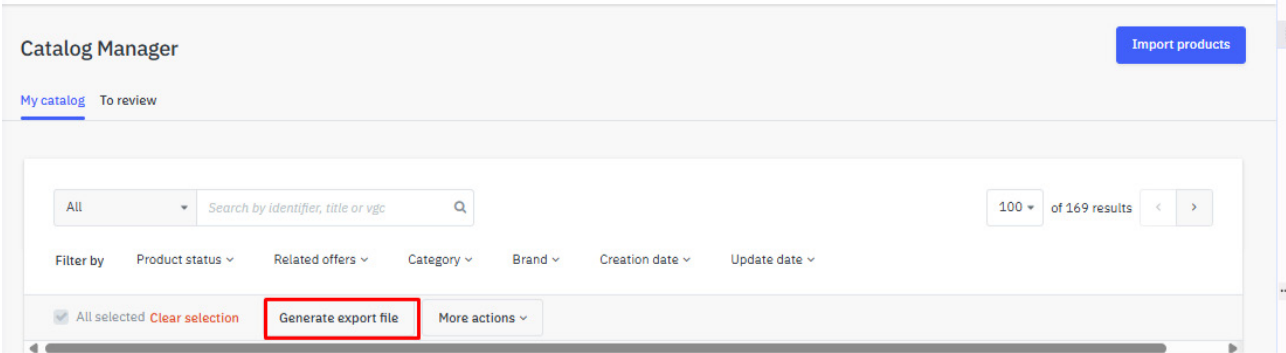 Catalog Manager
Import products
My catalog To review
All Search by identifier, title or vgc 100 of 169 results
Filter by Product status Related offers Category Brand Creation date Update date
All selected Clear selection Generate export file More actions